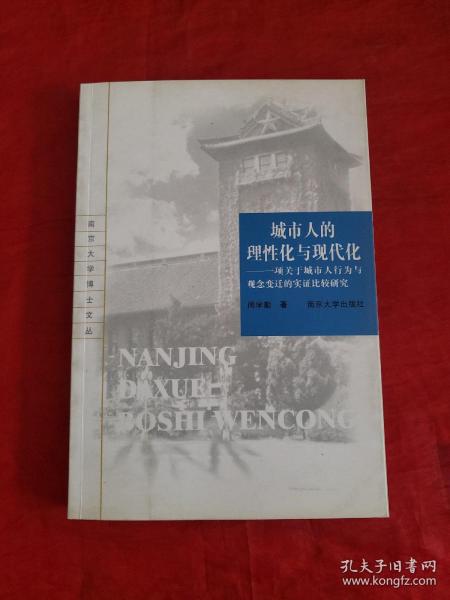 南京大学博士文丛
城市人的
理性化与现代化
——一项关于城市人行为与
观念变迁的实证比较研究
周学勤 著 南京大学出版社
NANJING
DAXUE
BOSHI WENCONG
孔夫子旧书网
www.kongfz.com